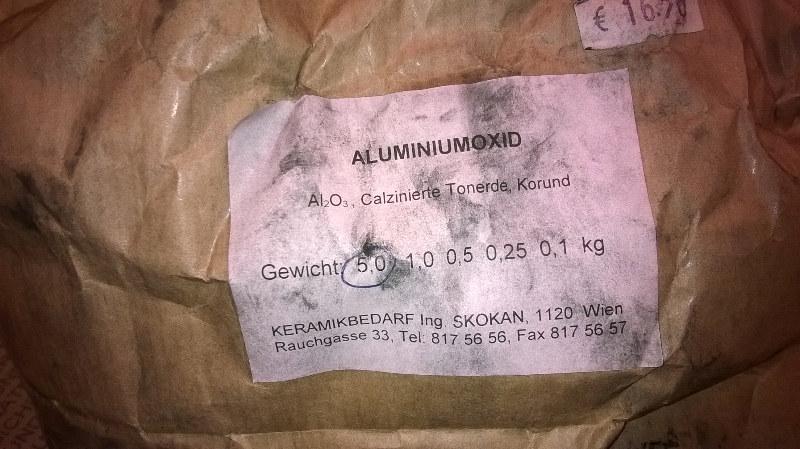 € 16.
ALUMINIUMOXID
Al₂O₃, Calzinierte Tonerde, Korund
Gewicht: 5,0 1,0 0,5 0,25 0,1 kg
KERAMIKBEDARF Ing. SKOKAN, 1120 Wien
Rauchgasse 33, Tel: 817 56 56, Fax 817 56 57